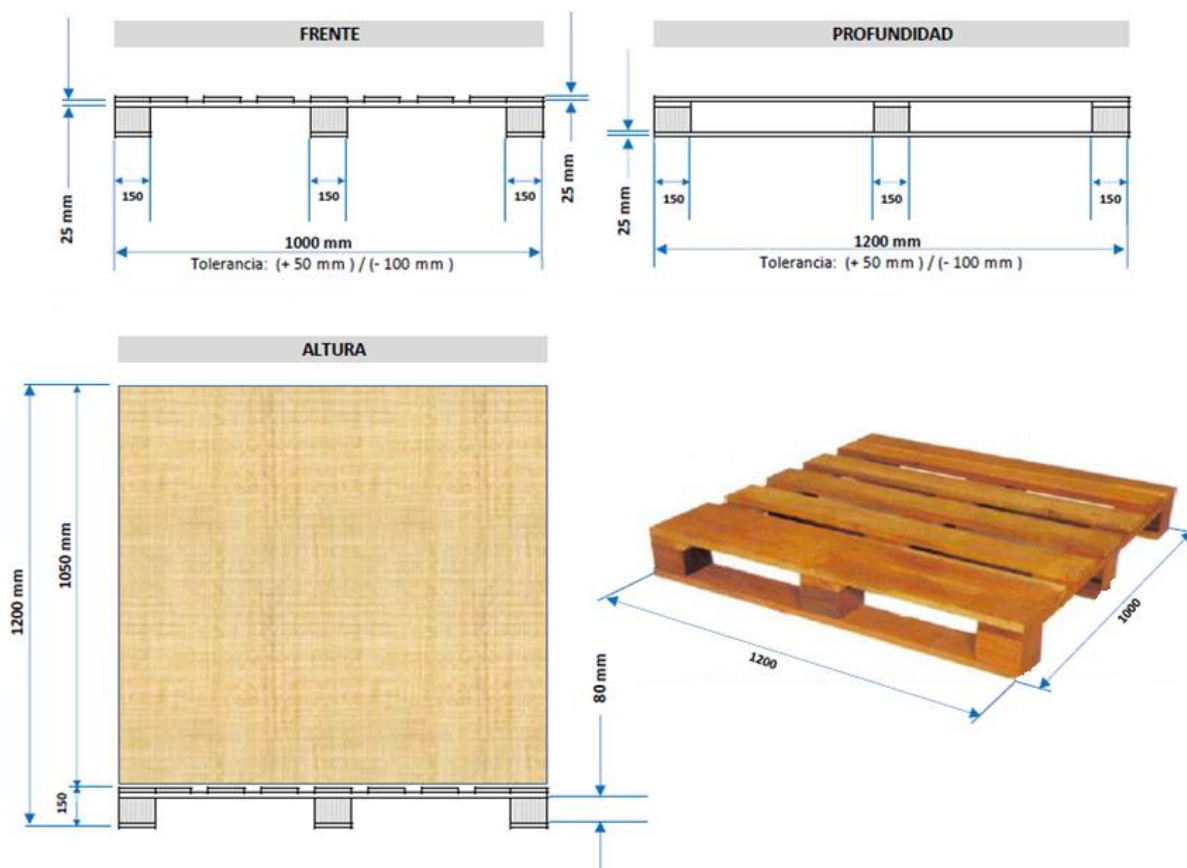 FRENTE
25 mm
150
150
150
25 mm
1000 mm
Tolerancia: (+ 50 mm ) / (- 100 mm )
PROFUNDIDAD
25 mm
150
150
150
1200 mm
Tolerancia: (+ 50 mm ) / (- 100 mm )
ALTURA
1200 mm
1050 mm
150
80 mm
1200
1000